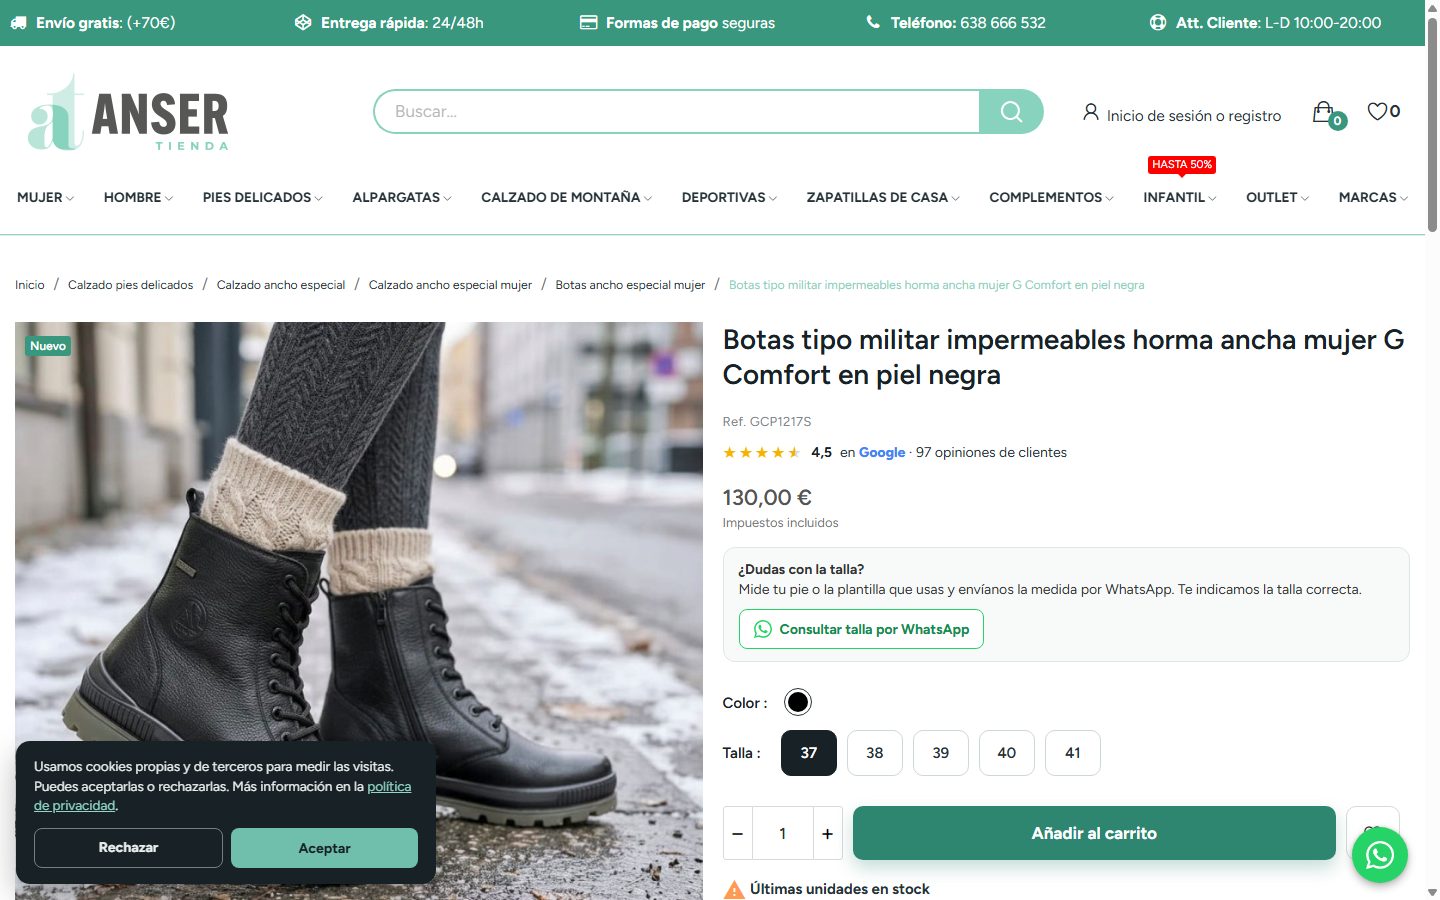 Envío gratis: (+70€)
Entrega rápida: 24/48h
Formas de pago seguras
Teléfono: 638 666 532
Att. Cliente: L-D 10:00-20:00
at ANSER
TIENDA
Buscar...
Inicio de sesión o registro
0
0
HASTA 50%
MUJER
HOMBRE
PIES DELICADOS
ALPARGATAS
CALZADO DE MONTAÑA
DEPORTIVAS
ZAPATILLAS DE CASA
COMPLEMENTOS
INFANTIL
OUTLET
MARCAS
Inicio / Calzado pies delicados / Calzado ancho especial / Calzado ancho especial mujer / Botas ancho especial mujer / Botas tipo militar impermeables horma ancha mujer G Comfort en piel negra
Nuevo
Botas tipo militar impermeables horma ancha mujer G
Comfort en piel negra
Ref. GCP1217S
4,5 en Google · 97 opiniones de clientes
130,00 €
Impuestos incluidos
¿Dudas con la talla?
Mide tu pie o la plantilla que usas y envíanos la medida por WhatsApp. Te indicamos la talla correcta.
Consultar talla por WhatsApp
Color :
Talla :
37
38
39
40
41
− 1 +
Añadir al carrito
Últimas unidades en stock
Usamos cookies propias y de terceros para medir las visitas.
Puedes aceptarlas o rechazarlas. Más información en la política
de privacidad.
Rechazar
Aceptar